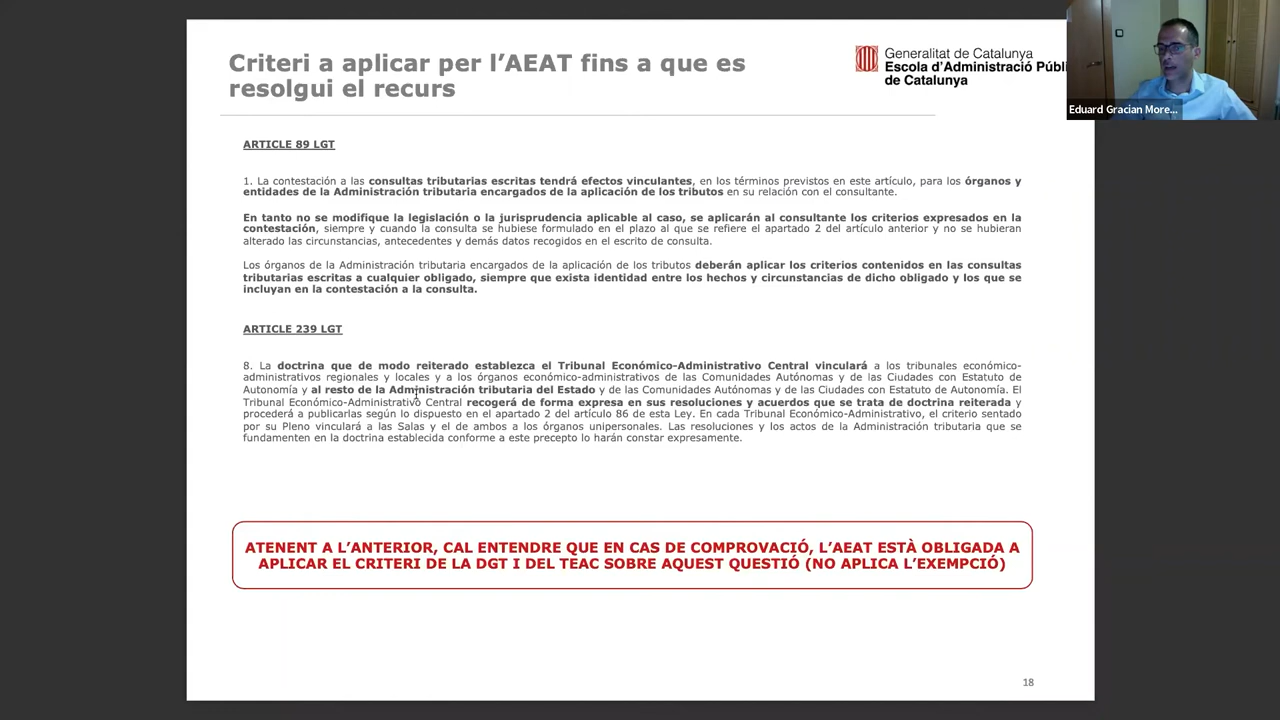 Criteri a aplicar per l'AEAT fins a que es
resolgui el recurs
Generalitat de Catalunya
Escola d'Administració Públi
de Catalunya
Eduard Gracian More...
ARTICLE 89 LGT
1. La contestación a las consultas tributarias escritas tendrá efectos vinculantes, en los términos previstos en este artículo, para los órganos y
entidades de la Administración tributaria encargados de la aplicación de los tributos en su relación con el consultante.
En tanto no se modifique la legislación o la jurisprudencia aplicable al caso, se aplicarán al consultante los criterios expresados en la
contestación, siempre y cuando la consulta se hubiese formulado en el plazo al que se refiere el apartado 2 del artículo anterior y no se hubieran
alterado las circunstancias, antecedentes y demás datos recogidos en el escrito de consulta.
Los órganos de la Administración tributaria encargados de la aplicación de los tributos deberán aplicar los criterios contenidos en las consultas
tributarias escritas a cualquier obligado, siempre que exista identidad entre los hechos y circunstancias de dicho obligado y los que se
incluyan en la contestación a la consulta.
ARTICLE 239 LGT
8. La doctrina que de modo reiterado establezca el Tribunal Económico-Administrativo Central vinculará a los tribunales económico-
administrativos regionales y locales y a los órganos económico-administrativos de las Comunidades Autónomas y de las Ciudades con Estatuto de
Autonomía y al resto de la Administración tributaria del Estado y de las Comunidades Autónomas y de las Ciudades con Estatuto de Autonomía. El
Tribunal Económico-Administrativo Central recogerá de forma expresa en sus resoluciones y acuerdos que se trata de doctrina reiterada y
procederá a publicarlas según lo dispuesto en el apartado 2 del artículo 86 de esta Ley. En cada Tribunal Económico-Administrativo, el criterio sentado
por su Pleno vinculará a las Salas y el de ambos a los órganos unipersonales. Las resoluciones y los actos de la Administración tributaria que se
fundamenten en la doctrina establecida conforme a este precepto lo harán constar expresamente.
ATENENT A L'ANTERIOR, CAL ENTENDRE QUE EN CAS DE COMPROVACIÓ, L'AEAT ESTÀ OBLIGADA A
APLICAR EL CRITERI DE LA DGT I DEL TEAC SOBRE AQUEST QUESTIÓ (NO APLICA L'EXEMPCIÓ)
18